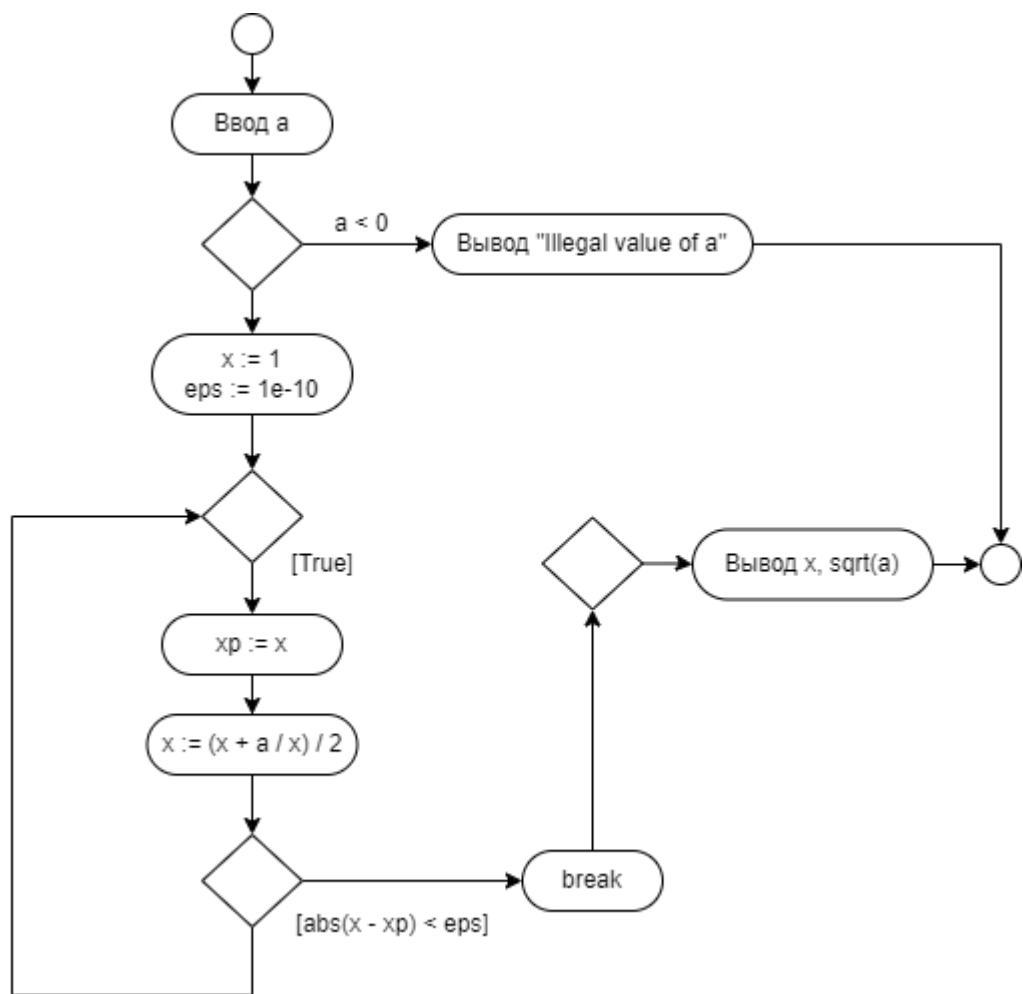 Ввод a
a < 0
Вывод "Illegal value of a"
x := 1
eps := 1e-10
[True]
Вывод x, sqrt(a)
xp := x
x := (x + a / x) / 2
break
[abs(x - xp) < eps]